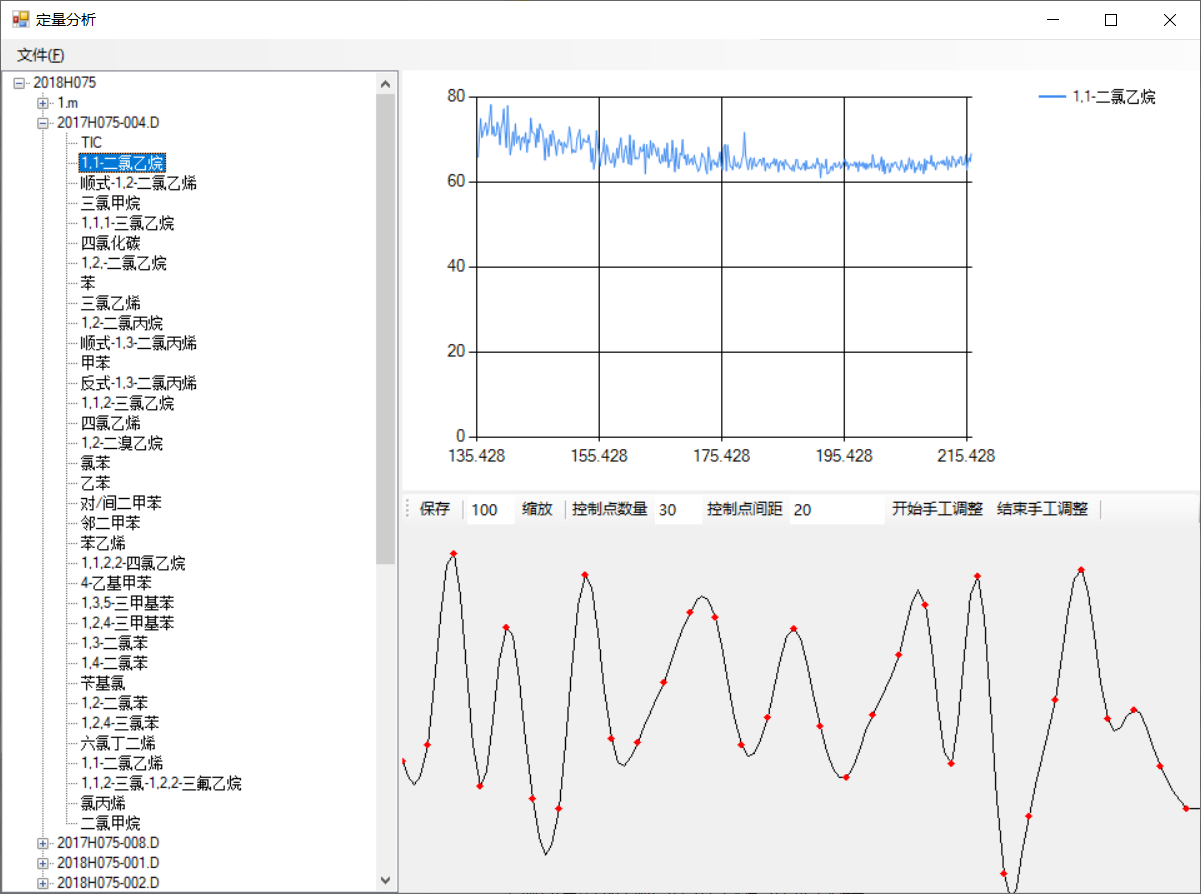 定量分析
文件(F)
2018H075
1.m
2017H075-004.D
TIC
1,1-二氯乙烷
顺式-1,2-二氯乙烯
三氯甲烷
1,1,1-三氯乙烷
四氯化碳
1,2,-二氯乙烷
苯
三氯乙烯
1,2-二氯丙烷
顺式-1,3-二氯丙烯
甲苯
反式-1,3-二氯丙烯
1,1,2-三氯乙烷
四氯乙烯
1,2-二溴乙烷
氯苯
乙苯
对/间二甲苯
邻二甲苯
苯乙烯
1,1,2,2-四氯乙烷
4-乙基甲苯
1,3,5-三甲基苯
1,2,4-三甲基苯
1,3-二氯苯
1,4-二氯苯
苄基氯
1,2-二氯苯
1,2,4-三氯苯
六氯丁二烯
1,1-二氯乙烯
1,1,2-三氯-1,2,2-三氟乙烷
氯丙烯
二氯甲烷
2017H075-008.D
2018H075-001.D
2018H075-002.D
80
60
40
20
0
135.428 155.428 175.428 195.428 215.428
1,1-二氯乙烷
保存 100 缩放 控制点数量 30 控制点间距 20 开始手工调整 结束手工调整